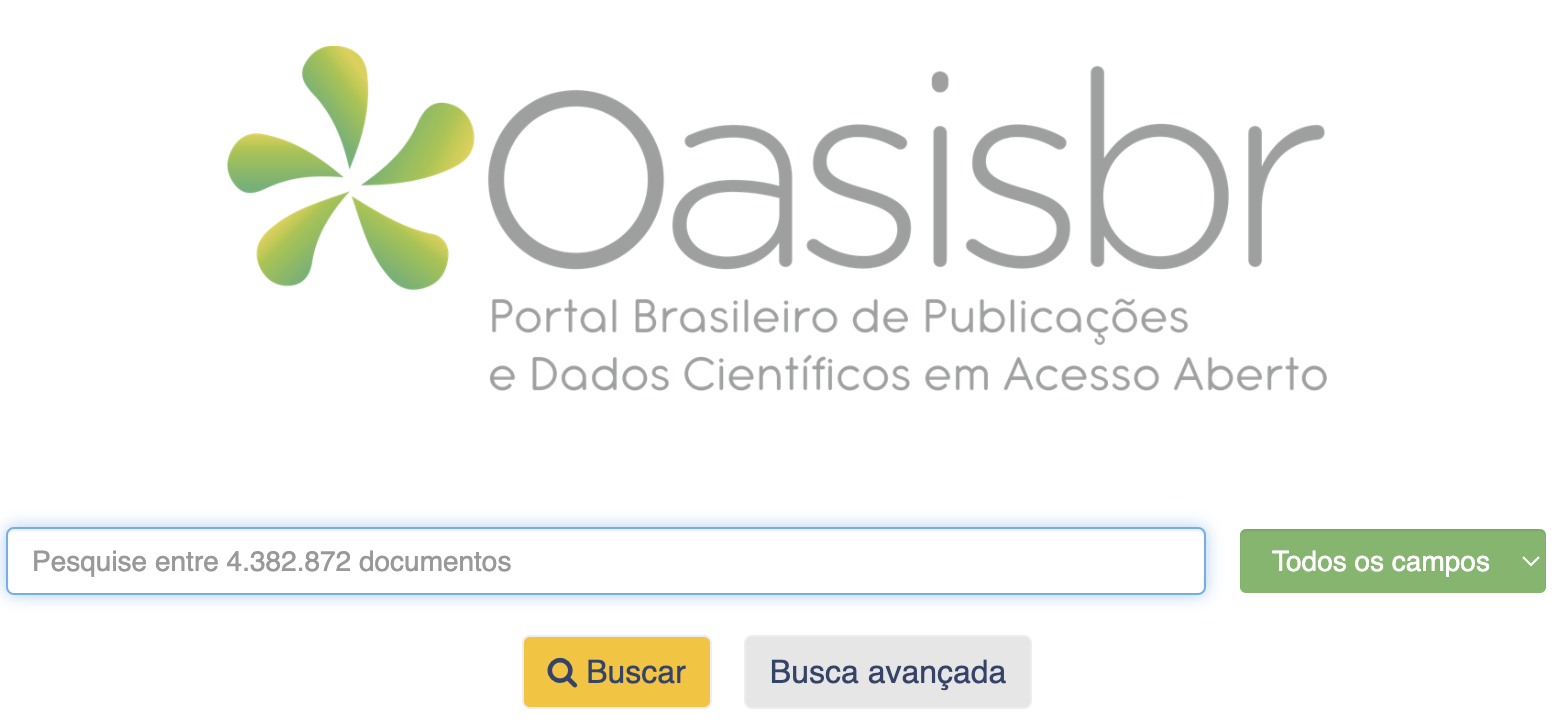 Oasisbr
Portal Brasileiro de Publicações
e Dados Científicos em Acesso Aberto
Pesquise entre 4.382.872 documentos
Todos os campos
Buscar
Busca avançada